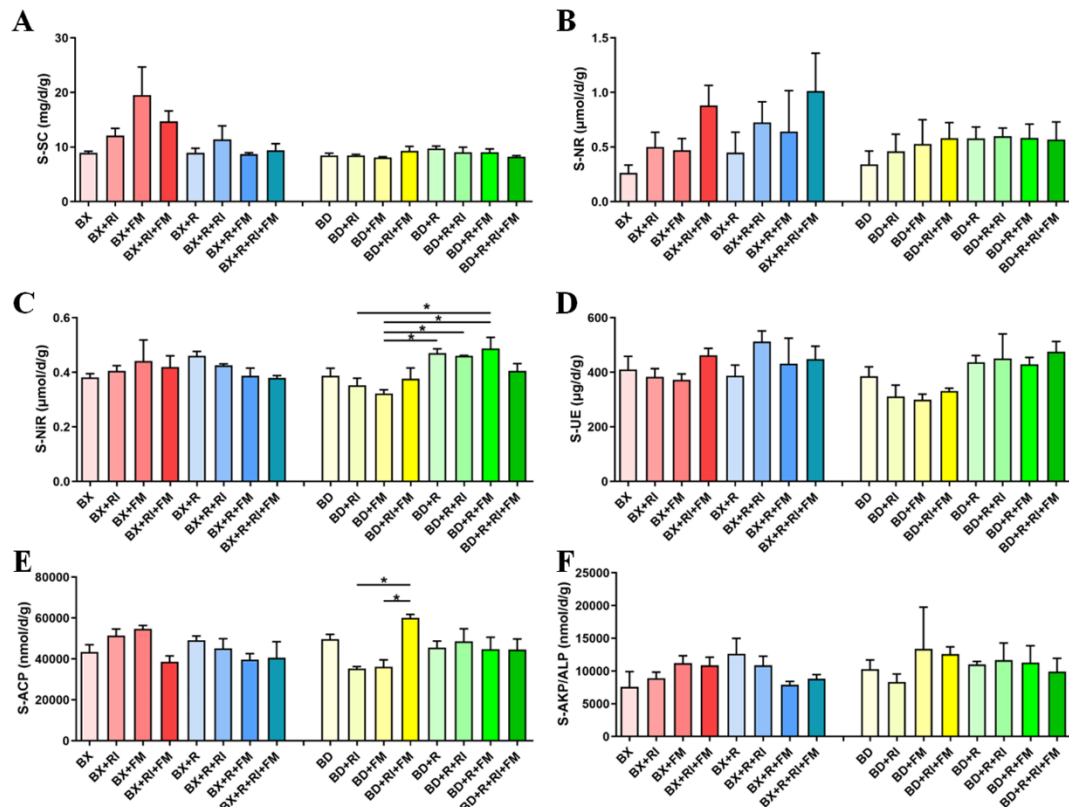 A
S-SC (mg/d/g)
30
20
10
0
BX
BX+RI
BX+FM
BX+RI+FM
BX+R
BX+R+RI
BX+R+FM
BX+R+RI+FM
BD
BD+RI
BD+FM
BD+RI+FM
BD+R
BD+R+RI
BD+R+FM
BD+R+RI+FM
B
S-NR (μmol/d/g)
1.5
1.0
0.5
0.0
BX
BX+RI
BX+FM
BX+RI+FM
BX+R
BX+R+RI
BX+R+FM
BX+R+RI+FM
BD
BD+RI
BD+FM
BD+RI+FM
BD+R
BD+R+RI
BD+R+FM
BD+R+RI+FM
C
S-NiR (μmol/d/g)
0.6
0.4
0.2
0.0
*
*
*
*
BX
BX+RI
BX+FM
BX+RI+FM
BX+R
BX+R+RI
BX+R+FM
BX+R+RI+FM
BD
BD+RI
BD+FM
BD+RI+FM
BD+R
BD+R+RI
BD+R+FM
BD+R+RI+FM
D
S-UE (μg/d/g)
600
400
200
0
BX
BX+RI
BX+FM
BX+RI+FM
BX+R
BX+R+RI
BX+R+FM
BX+R+RI+FM
BD
BD+RI
BD+FM
BD+RI+FM
BD+R
BD+R+RI
BD+R+FM
BD+R+RI+FM
E
S-ACP (nmol/d/g)
80000
60000
40000
20000
0
*
*
BX
BX+RI
BX+FM
BX+RI+FM
BX+R
BX+R+RI
BX+R+FM
BX+R+RI+FM
BD
BD+RI
BD+FM
BD+RI+FM
BD+R
BD+R+RI
BD+R+FM
BD+R+RI+FM
F
S-AKP/ALP (nmol/d/g)
25000
20000
15000
10000
5000
0
BX
BX+RI
BX+FM
BX+RI+FM
BX+R
BX+R+RI
BX+R+FM
BX+R+RI+FM
BD
BD+RI
BD+FM
BD+RI+FM
BD+R
BD+R+RI
BD+R+FM
BD+R+RI+FM